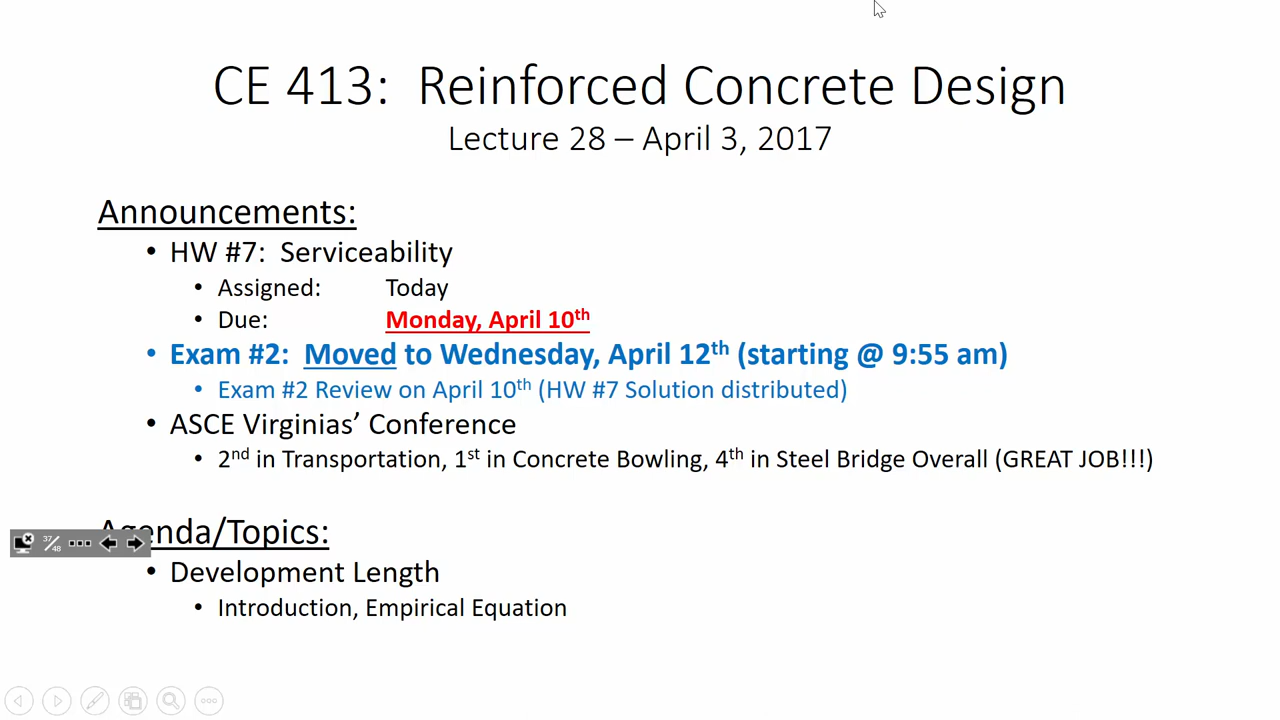 CE 413: Reinforced Concrete Design
Lecture 28 – April 3, 2017
Announcements:
• HW #7: Serviceability
• Assigned: Today
• Due: Monday, April 10th
• Exam #2: Moved to Wednesday, April 12th (starting @ 9:55 am)
• Exam #2 Review on April 10th (HW #7 Solution distributed)
• ASCE Virginias’ Conference
• 2nd in Transportation, 1st in Concrete Bowling, 4th in Steel Bridge Overall (GREAT JOB!!!)
Agenda/Topics:
37/48
• Development Length
• Introduction, Empirical Equation